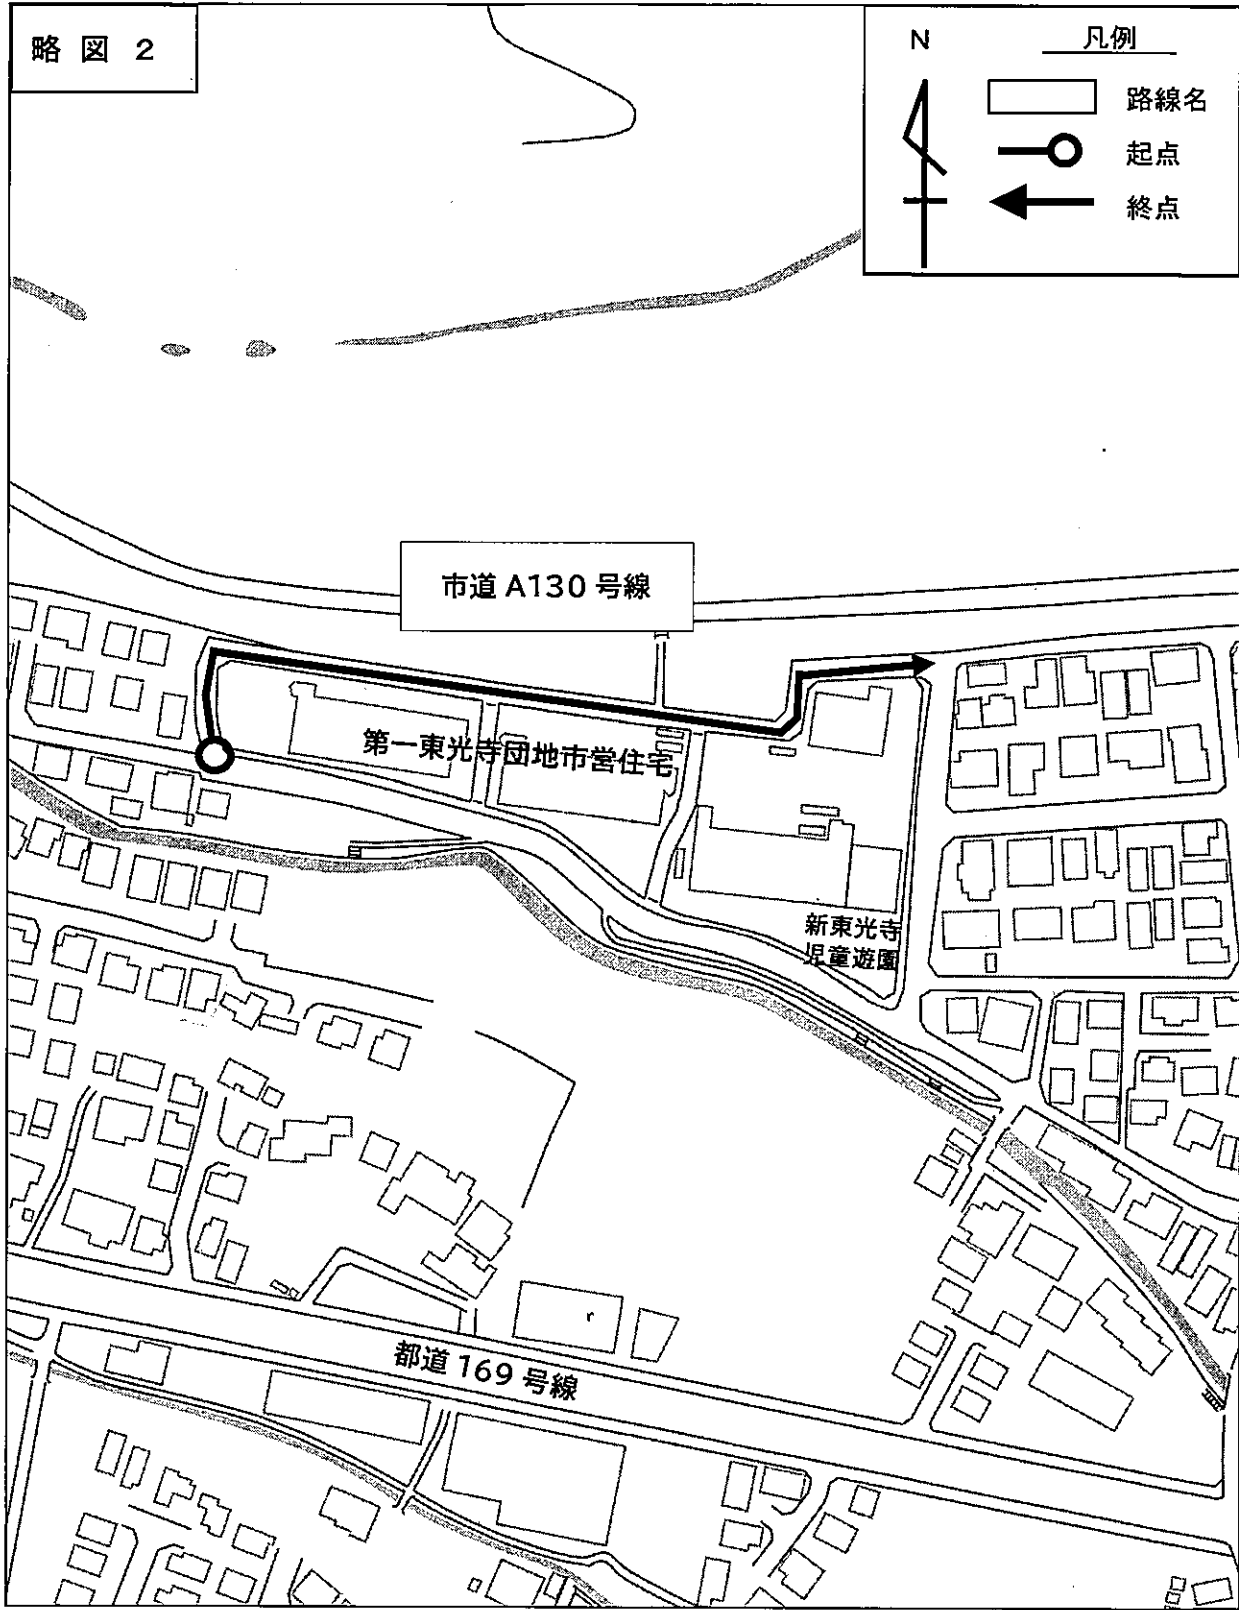 略図 2
N
凡例
路線名
起点
終点
市道 A130 号線
第一東光寺団地市営住宅
新東光寺
児童遊園
都道 169 号線